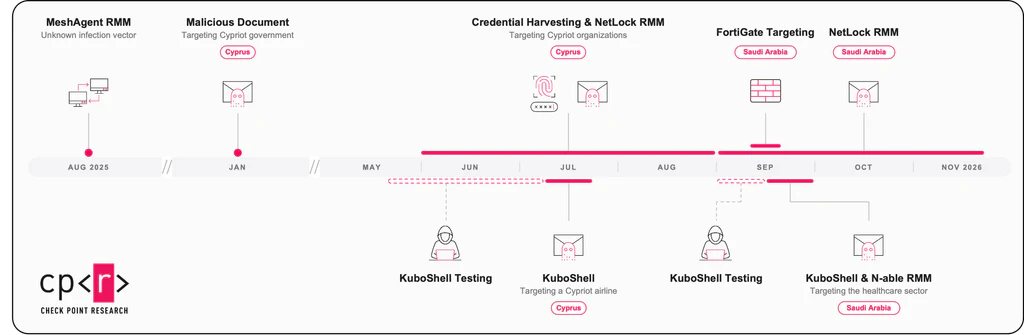 MeshAgent RMM
Unknown infection vector
Malicious Document
Targeting Cypriot government
Cyprus
Credential Harvesting & NetLock RMM
Targeting Cypriot organizations
Cyprus
FortiGate Targeting
Saudi Arabia
NetLock RMM
Saudi Arabia
××××
AUG 2025
//
JAN
//
MAY
JUN
JUL
AUG
SEP
OCT
NOV 2026
KuboShell Testing
KuboShell
Targeting a Cypriot airline
Cyprus
KuboShell Testing
KuboShell & N-able RMM
Targeting the healthcare sector
Saudi Arabia
cp<r>
CHECK POINT RESEARCH